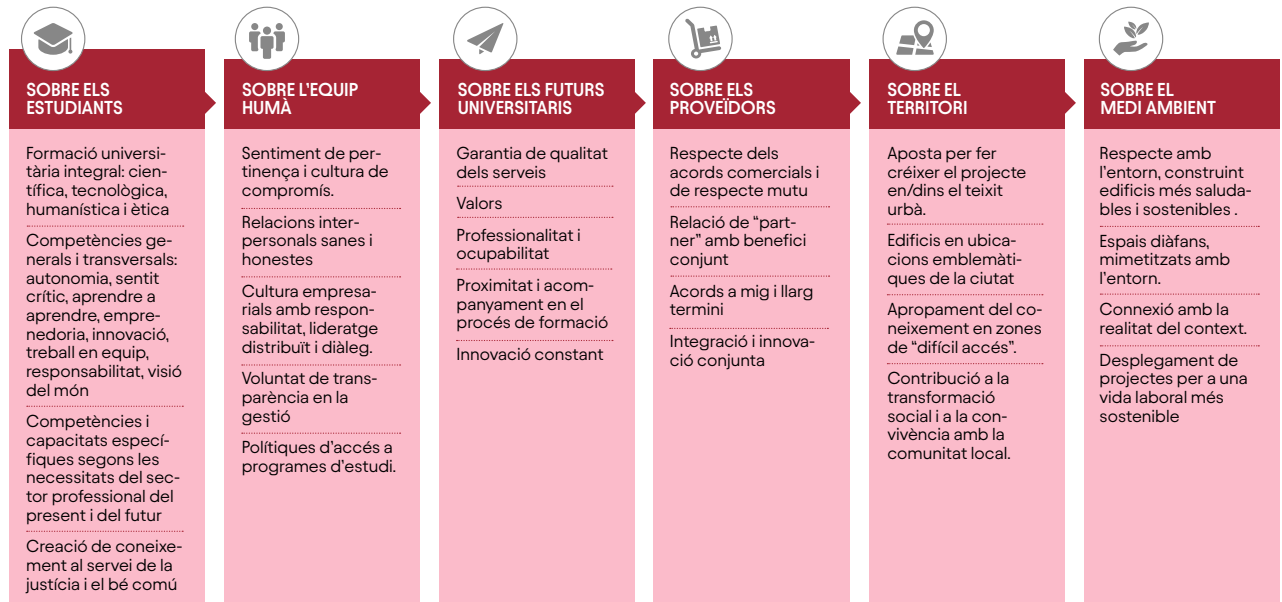 SOBRE ELS
ESTUDIANTS
Formació universi-
tària integral: cien-
tífica, tecnològica,
humanística i ètica
Competències ge-
nerals i transversals:
autonomia, sentit
crític, aprendre a
aprendre, empre-
nedoria, innovació,
treball en equip,
responsabilitat, visió
del món
Competències i
capacitats especí-
fiques segons les
necessitats del sec-
tor professional del
present i del futur
Creació de coneixe-
ment al servei de la
justícia i el bé comú
SOBRE L'EQUIP
HUMÀ
Sentiment de per-
tinença i cultura de
compromís.
Relacions inter-
personals sanes i
honestes
Cultura empresa-
rials amb respon-
sabilitat, lideratge
distribuït i diàleg.
Voluntat de trans-
parència en la
gestió
Polítiques d'accés a
programes d'estudi.
SOBRE ELS FUTURS
UNIVERSITARIS
Garantia de qualitat
dels serveis
Valors
Professionalitat i
ocupabilitat
Proximitat i acom-
panyament en el
procés de formació
Innovació constant
SOBRE ELS
PROVEÏDORS
Respecte dels
acords comercials i
de respecte mutu
Relació de “part-
ner” amb benefici
conjunt
Acords a mig i llarg
termini
Integració i innova-
ció conjunta
SOBRE EL
TERRITORI
Aposta per fer
créixer el projecte
en/dins el teixit
urbà.
Edificis en ubica-
cions emblemàti-
ques de la ciutat
Apropament del co-
neixement en zones
de “difícil accés”.
Contribució a la
transformació
social i a la con-
vivència amb la
comunitat local.
SOBRE EL
MEDI AMBIENT
Respecte amb
l'entorn, construint
edificis més saluda-
bles i sostenibles .
Espais diàfans,
mimetitzats amb
l'entorn.
Connexió amb la
realitat del context.
Desplegament de
projectes per a una
vida laboral més
sostenible